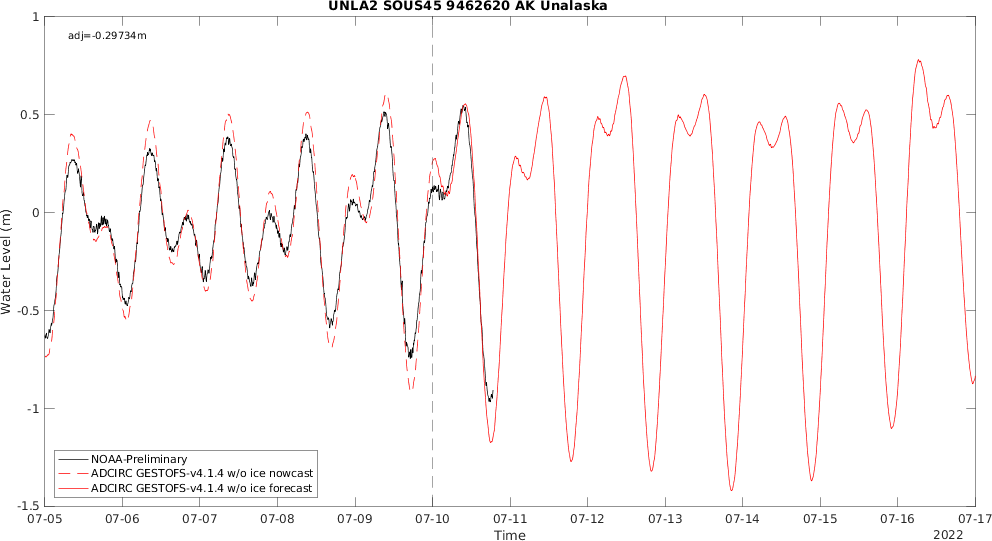 UNLA2 SOUS45 9462620 AK Unalaska
adj=-0.29734m
1
0.5
0
-0.5
-1
-1.5
Water Level (m)
NOAA-Preliminary
ADCIRC GESTOFS-v4.1.4 w/o ice nowcast
ADCIRC GESTOFS-v4.1.4 w/o ice forecast
07-05 07-06 07-07 07-08 07-09 07-10 07-11 07-12 07-13 07-14 07-15 07-16 07-17
Time
2022